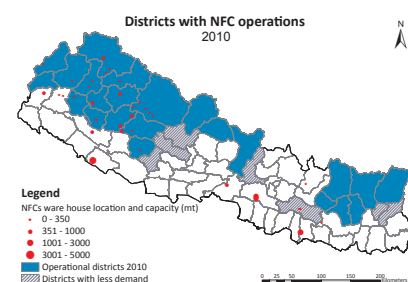 Districts with NFC operations
2010
N
Legend
NFCs ware house location and capacity (mt)
0 - 350
351 - 1000
1001 - 3000
3001 - 5000
Operational districts 2010
Districts with less demand
0 25 50 100 150 200
Kilometers